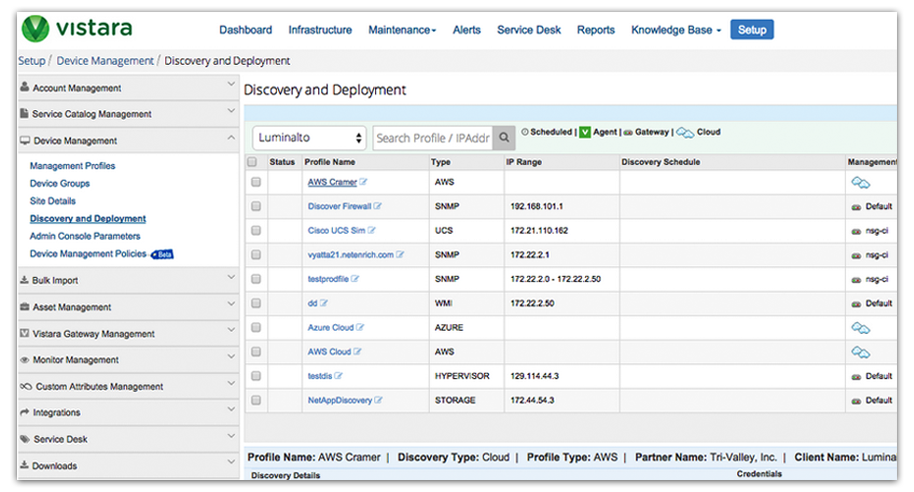 vistara
Dashboard Infrastructure Maintenance Alerts Service Desk Reports Knowledge Base Setup
Setup / Device Management / Discovery and Deployment
Account Management
Service Catalog Management
Device Management
Management Profiles
Device Groups
Site Details
Discovery and Deployment
Admin Console Parameters
Device Management Policies Beta
Bulk Import
Asset Management
Vistara Gateway Management
Monitor Management
Custom Attributes Management
Integrations
Service Desk
Downloads
Discovery and Deployment
Luminalto Search Profile / IPAddr Scheduled | V Agent | Gateway | Cloud
Status Profile Name Type IP Range Discovery Schedule Management
AWS Cramer AWS
Discover Firewall SNMP 192.168.101.1 Default
Cisco UCS Sim UCS 172.21.110.162 nsg-ci
vyatta21.netenrich.com SNMP 172.22.2.1 nsg-ci
testprodfile SNMP 172.22.2.0 - 172.22.2.50 nsg-ci
dd WMI 172.22.2.50 Default
Azure Cloud AZURE
AWS Cloud AWS
testdis HYPERVISOR 129.114.44.3 Default
NetAppDiscovery STORAGE 172.44.54.3 Default
Profile Name: AWS Cramer | Discovery Type: Cloud | Profile Type: AWS | Partner Name: Tri-Valley, Inc. | Client Name: Lumina
Discovery Details Credentials